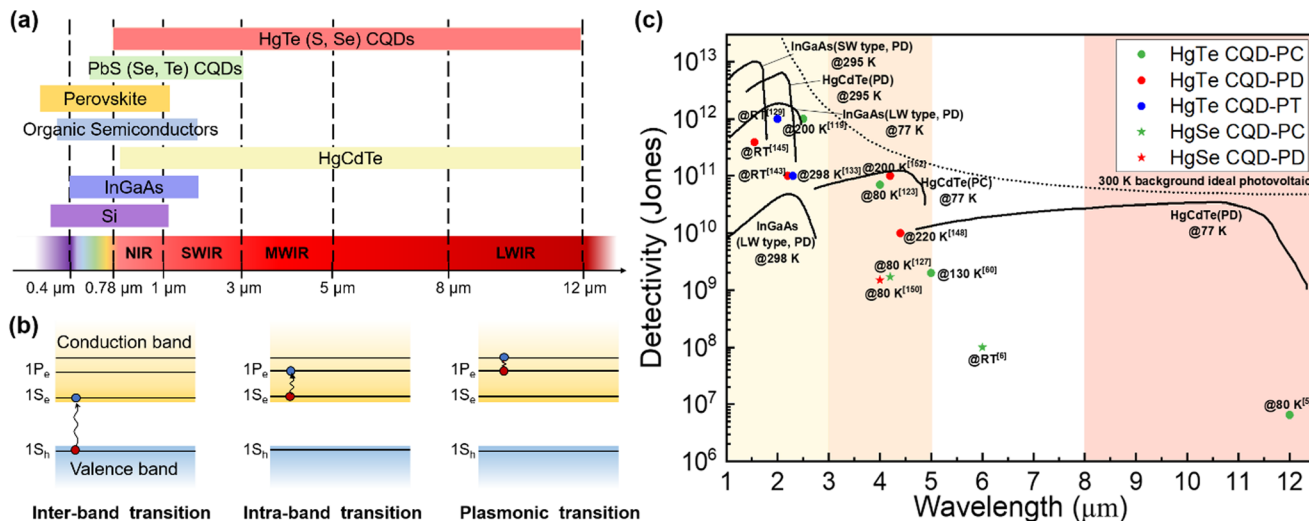 (a)
HgTe (S, Se) CQDs
PbS (Se, Te) CQDs
Perovskite
Organic Semiconductors
HgCdTe
InGaAs
Si
NIR SWIR MWIR LWIR
0.4 μm 0.78 μm 1 μm 3 μm 5 μm 8 μm 12 μm
(b)
Conduction band
1Pe
1Se
1Sh
Valence band
Inter-band transition
1Pe
1Se
1Sh
Intra-band transition
1Pe
1Se
1Sh
Plasmonic transition
(c)
Detectivity (Jones)
10^13
10^12
10^11
10^10
10^9
10^8
10^7
10^6
InGaAs(SW type, PD)
@295 K
HgCdTe(PD)
@295 K
InGaAs(LW type, PD)
@77 K
@RT[129]
@200 K[119]
@RT[145]
@RT[143]
@298 K[133]
@200 K[152]
@80 K[123]
HgCdTe(PC)
@77 K
300 K background ideal photovoltaic
InGaAs
(LW type, PD)
@298 K
@220 K[148]
HgCdTe(PD)
@77 K
@80 K[127]
@130 K[60]
@80 K[150]
@RT[6]
@80 K[5
HgTe CQD-PC
HgTe CQD-PD
HgTe CQD-PT
HgSe CQD-PC
HgSe CQD-PD
1 2 3 4 5 6 7 8 9 10 11 12
Wavelength (μm)